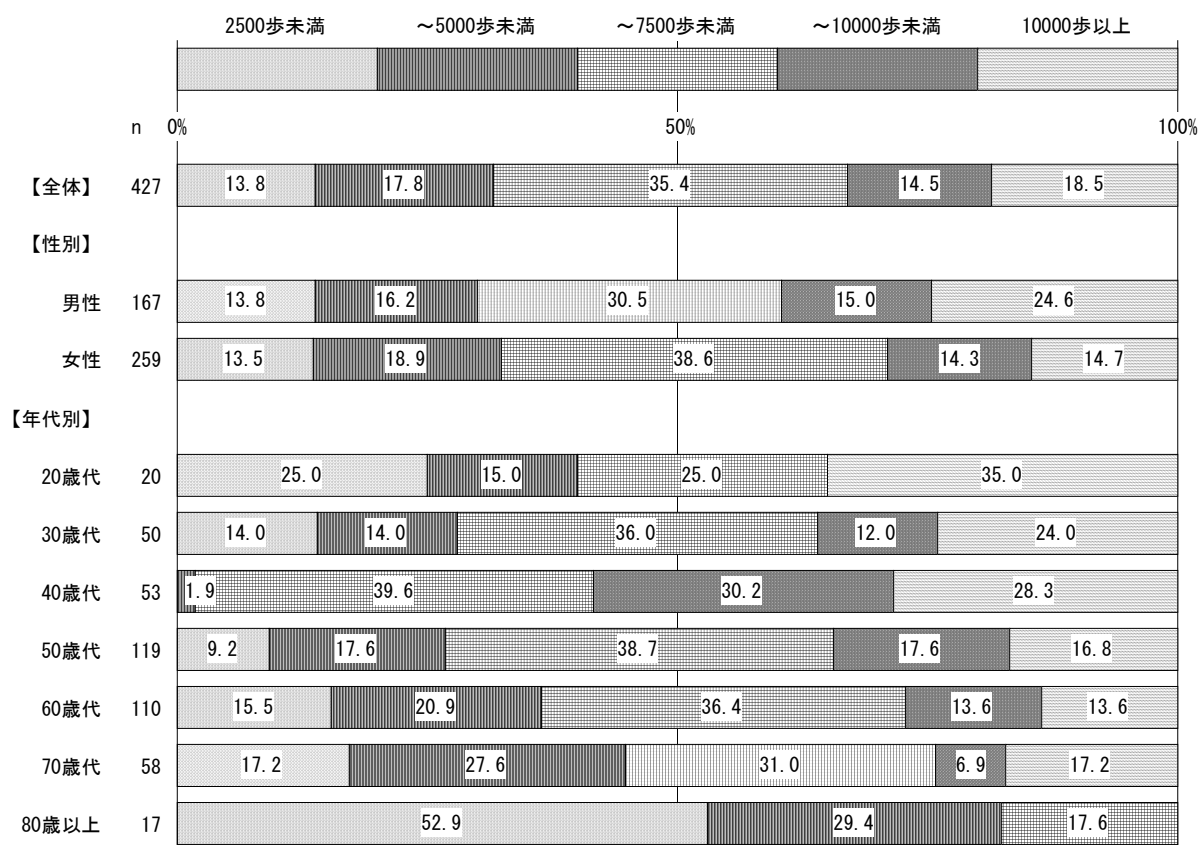 2500歩未満 ～5000歩未満 ～7500歩未満 ～10000歩未満 10000歩以上
n 0% 50% 100%
【全体】 427 13.8 17.8 35.4 14.5 18.5
【性別】
男性 167 13.8 16.2 30.5 15.0 24.6
女性 259 13.5 18.9 38.6 14.3 14.7
【年代別】
20歳代 20 25.0 15.0 25.0 35.0
30歳代 50 14.0 14.0 36.0 12.0 24.0
40歳代 53 1.9 39.6 30.2 28.3
50歳代 119 9.2 17.6 38.7 17.6 16.8
60歳代 110 15.5 20.9 36.4 13.6 13.6
70歳代 58 17.2 27.6 31.0 6.9 17.2
80歳以上 17 52.9 29.4 17.6